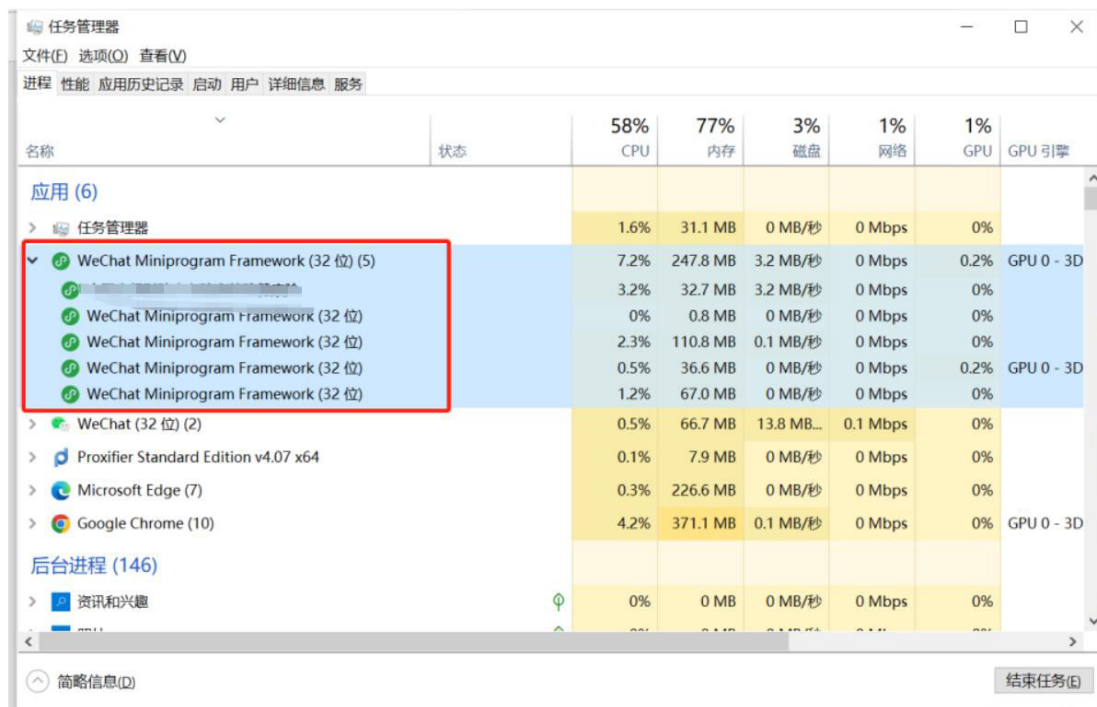 任务管理器
文件(F) 选项(O) 查看(V)
进程 性能 应用历史记录 启动 用户 详细信息 服务
58% 77% 3% 1% 1%
名称 状态 CPU 内存 磁盘 网络 GPU GPU 引擎
应用 (6)
任务管理器 1.6% 31.1 MB 0 MB/秒 0 Mbps 0%
WeChat Miniprogram Framework (32 位) (5) 7.2% 247.8 MB 3.2 MB/秒 0 Mbps 0.2% GPU 0 - 3D
3.2% 32.7 MB 3.2 MB/秒 0 Mbps 0%
WeChat Miniprogram Framework (32 位) 0% 0.8 MB 0 MB/秒 0 Mbps 0%
WeChat Miniprogram Framework (32 位) 2.3% 110.8 MB 0.1 MB/秒 0 Mbps 0%
WeChat Miniprogram Framework (32 位) 0.5% 36.6 MB 0 MB/秒 0 Mbps 0.2% GPU 0 - 3D
WeChat Miniprogram Framework (32 位) 1.2% 67.0 MB 0 MB/秒 0 Mbps 0%
WeChat (32 位) (2) 0.5% 66.7 MB 13.8 MB... 0.1 Mbps 0%
Proxifier Standard Edition v4.07 x64 0.1% 7.9 MB 0 MB/秒 0 Mbps 0%
Microsoft Edge (7) 0.3% 226.6 MB 0 MB/秒 0 Mbps 0%
Google Chrome (10) 4.2% 371.1 MB 0.1 MB/秒 0 Mbps 0% GPU 0 - 3D
后台进程 (146)
资讯和兴趣 0% 0 MB 0 MB/秒 0 Mbps 0%
简略信息(D) 结束任务(E)